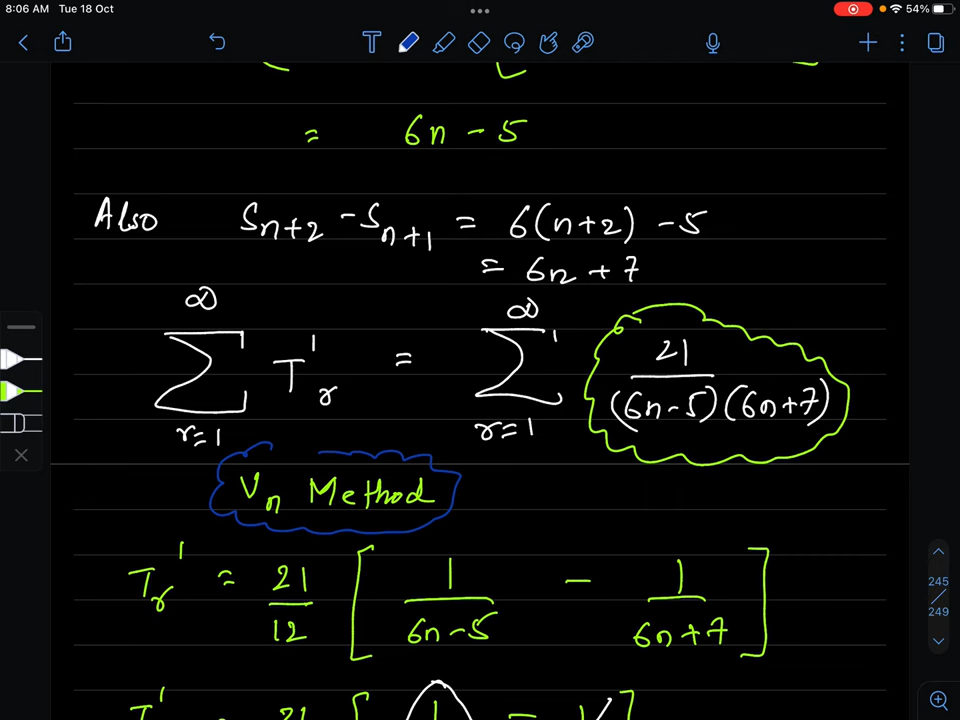 8:06 AM Tue 18 Oct 54%
= 6n - 5
Also S_{n+2} - S_{n+1} = 6(n+2) - 5
= 6n + 7
∞ ∑ r=1 T'_r = ∞ ∑ r=1 21/((6n-5)(6n+7))
V_n Method
T'_r = 21/12 [ 1/(6n-5) - 1/(6n+7) ]
245
249